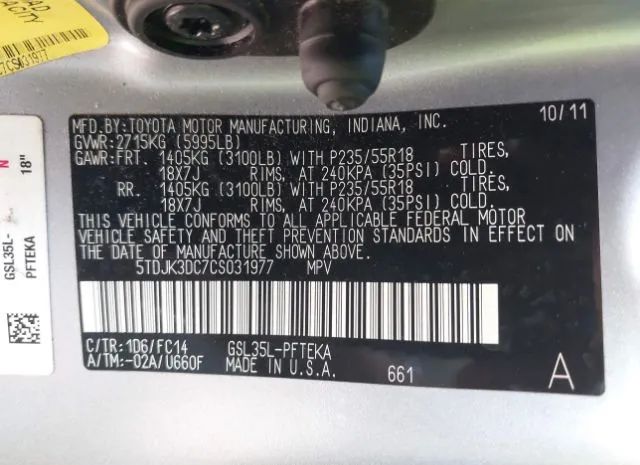 AD
ACITY
7CS031977
N
18"
GSL35L-
PFTEKA
MFD.BY:TOYOTA MOTOR MANUFACTURING, INDIANA, INC. 10/11
GVWR:2715KG (5995LB)
GAWR:FRT. 1405KG (3100LB) WITH P235/55R18 TIRES,
18X7J RIMS, AT 240KPA (35PSI) COLD.
RR. 1405KG (3100LB) WITH P235/55R18 TIRES,
18X7J RIMS, AT 240KPA (35PSI) COLD.
THIS VEHICLE CONFORMS TO ALL APPLICABLE FEDERAL MOTOR
VEHICLE SAFETY AND THEFT PREVENTION STANDARDS IN EFFECT ON
THE DATE OF MANUFACTURE SHOWN ABOVE.
5TDJK3DC7CS031977 MPV
C/TR:1D6/FC14 GSL35L-PFTEKA
A/TM:-02A/U660F MADE IN U.S.A. 661 A